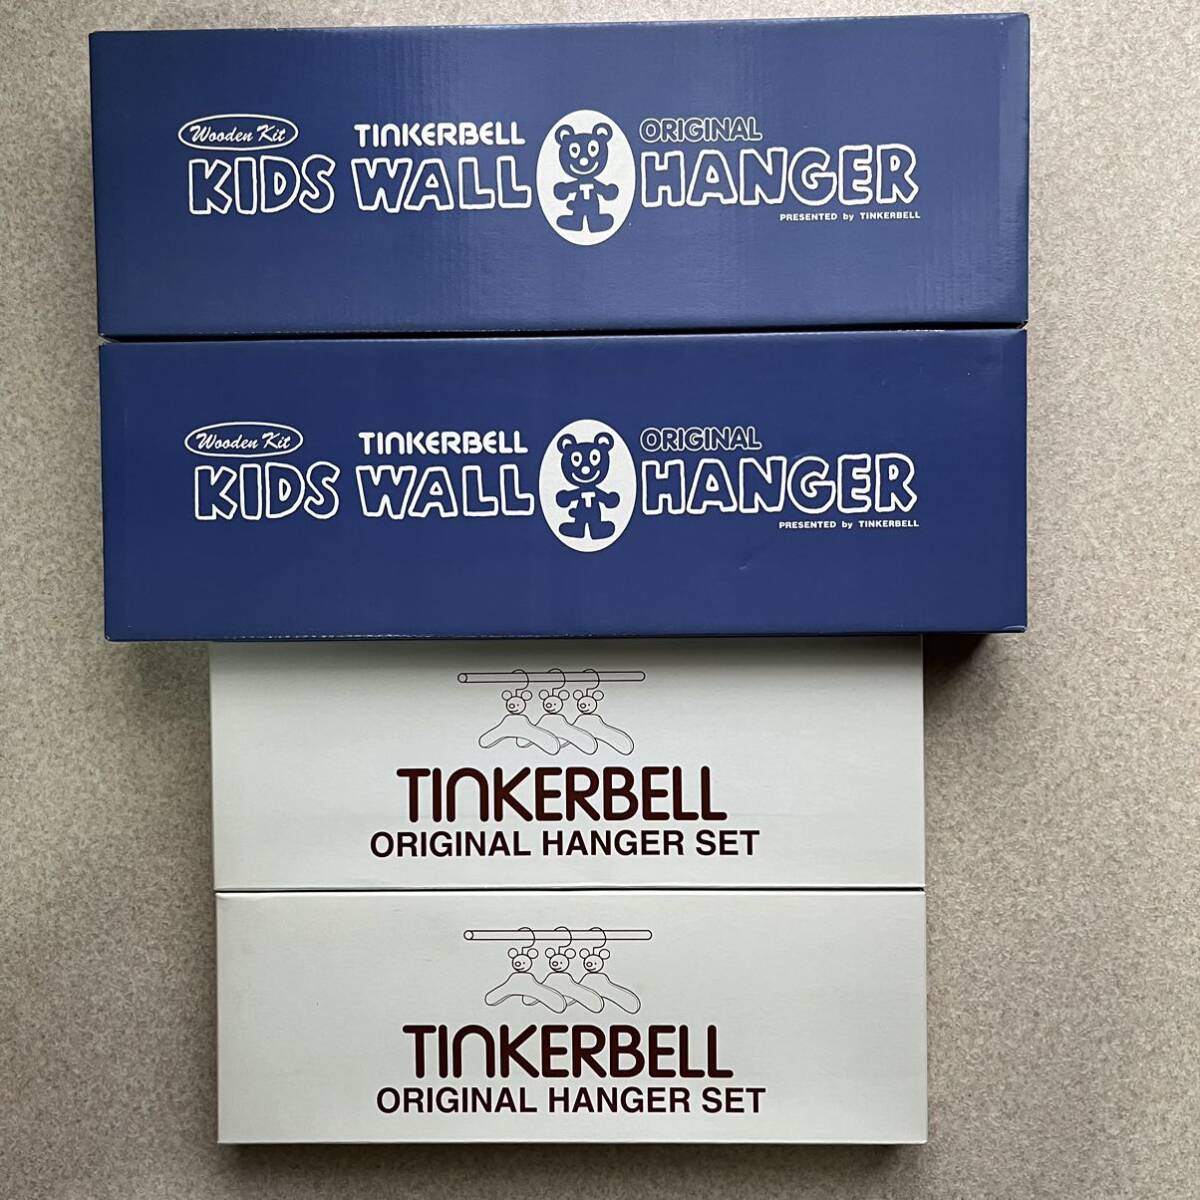 Wooden Kit TINKERBELL ORIGINAL
KIDS WALL HANGER
T
PRESENTED by TINKERBELL
Wooden Kit TINKERBELL ORIGINAL
KIDS WALL HANGER
T
PRESENTED by TINKERBELL
TINKERBELL
ORIGINAL HANGER SET
TINKERBELL
ORIGINAL HANGER SET